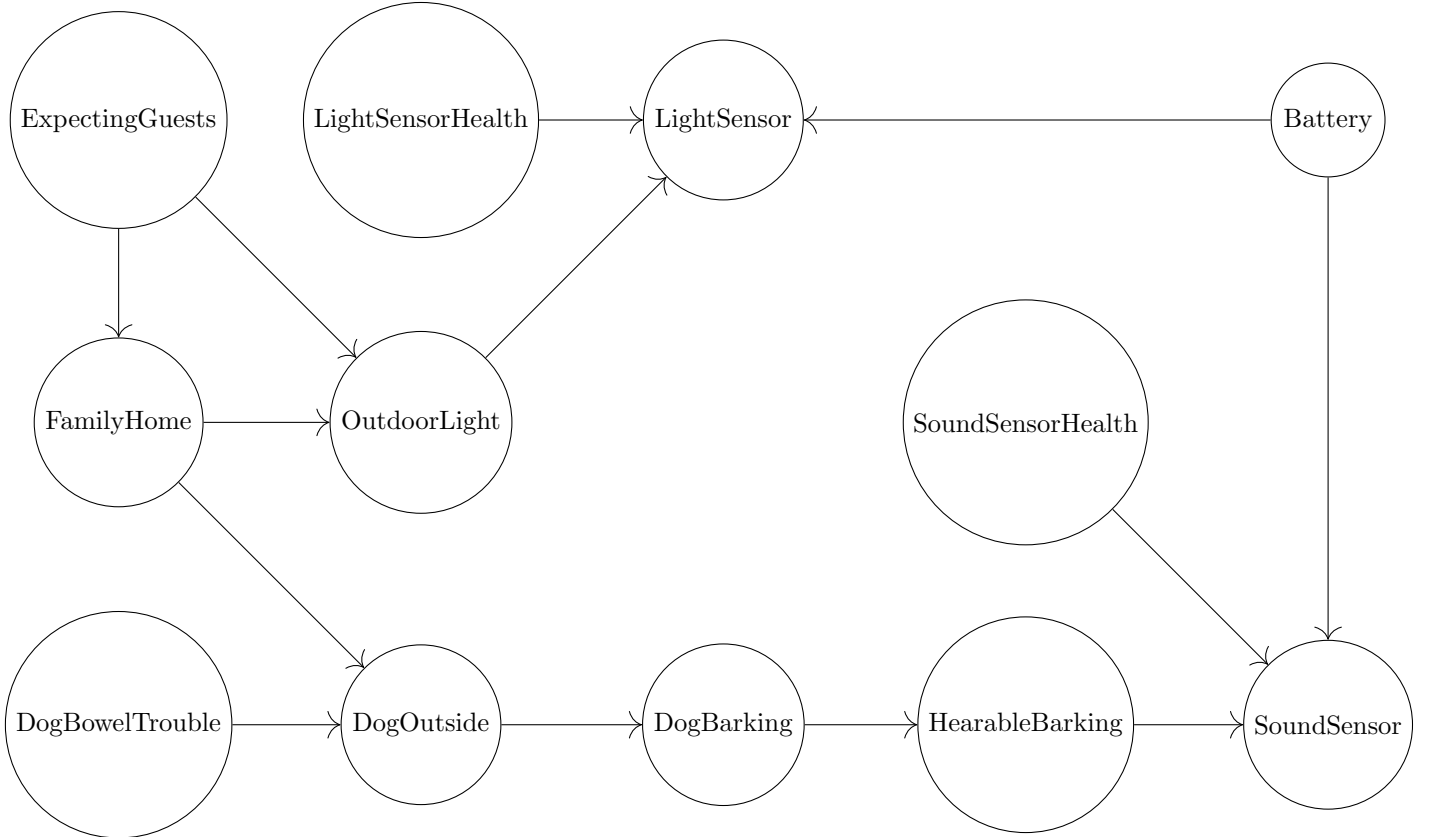 ExpectingGuests
LightSensorHealth
LightSensor
Battery
FamilyHome
OutdoorLight
SoundSensorHealth
DogBowelTrouble
DogOutside
DogBarking
HearableBarking
SoundSensor